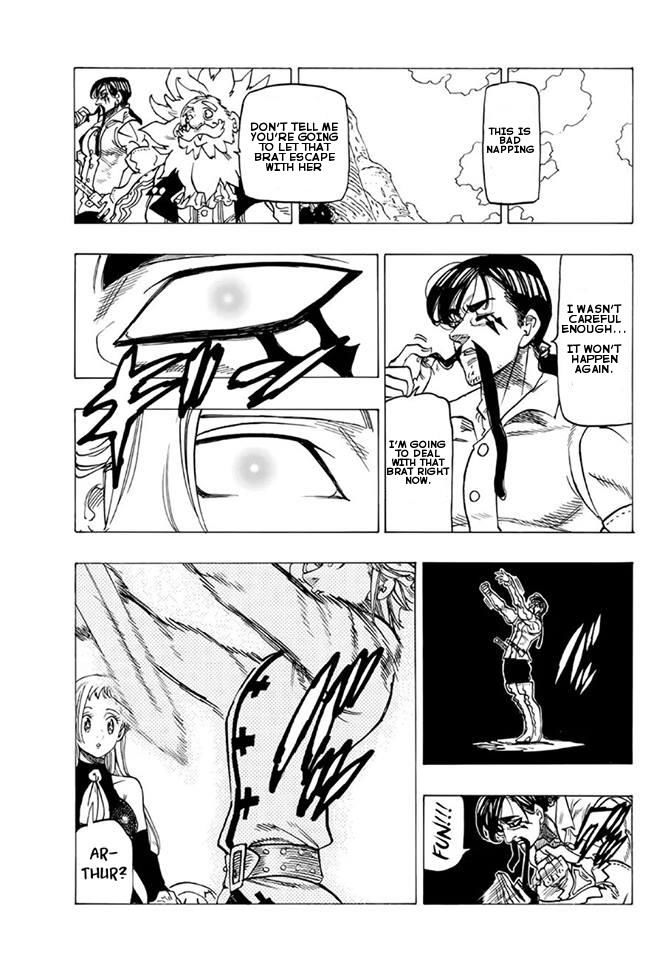 THIS IS
BAD
NAPPING
DON'T TELL ME
YOU'RE GOING
TO LET THAT
BRAT ESCAPE
WITH HER
I WASN'T
CAREFUL
ENOUGH...
IT WON'T
HAPPEN
AGAIN.
I'M GOING
TO DEAL
WITH THAT
BRAT RIGHT
NOW.
FUN!!!
AR-
THUR?